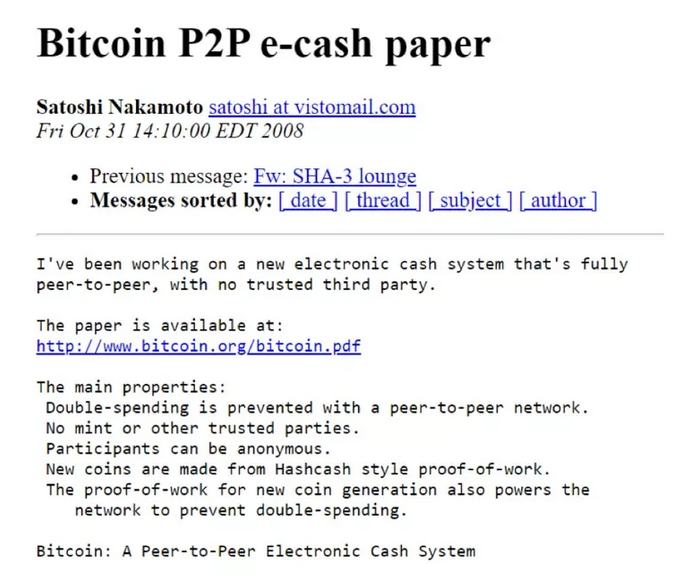 Bitcoin P2P e-cash paper
Satoshi Nakamoto satoshi at vistomail.com
Fri Oct 31 14:10:00 EDT 2008
• Previous message: Fw: SHA-3 lounge
• Messages sorted by: [ date ] [ thread ] [ subject ] [ author ]
I've been working on a new electronic cash system that's fully
peer-to-peer, with no trusted third party.
The paper is available at:
http://www.bitcoin.org/bitcoin.pdf
The main properties:
Double-spending is prevented with a peer-to-peer network.
No mint or other trusted parties.
Participants can be anonymous.
New coins are made from Hashcash style proof-of-work.
The proof-of-work for new coin generation also powers the
network to prevent double-spending.
Bitcoin: A Peer-to-Peer Electronic Cash System